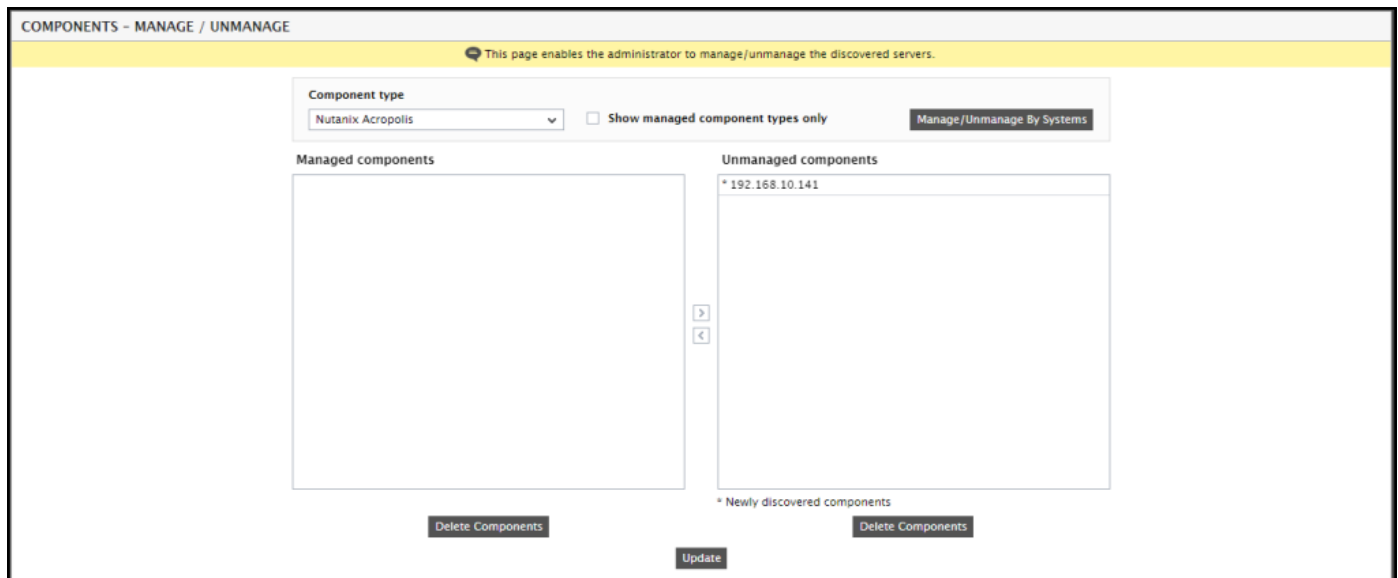 COMPONENTS - MANAGE / UNMANAGE
This page enables the administrator to manage/unmanage the discovered servers.
Component type
Nutanix Acropolis
Show managed component types only
Manage/Unmanage By Systems
Managed components
Unmanaged components
* 192.168.10.141
>
<
* Newly discovered components
Delete Components
Delete Components
Update